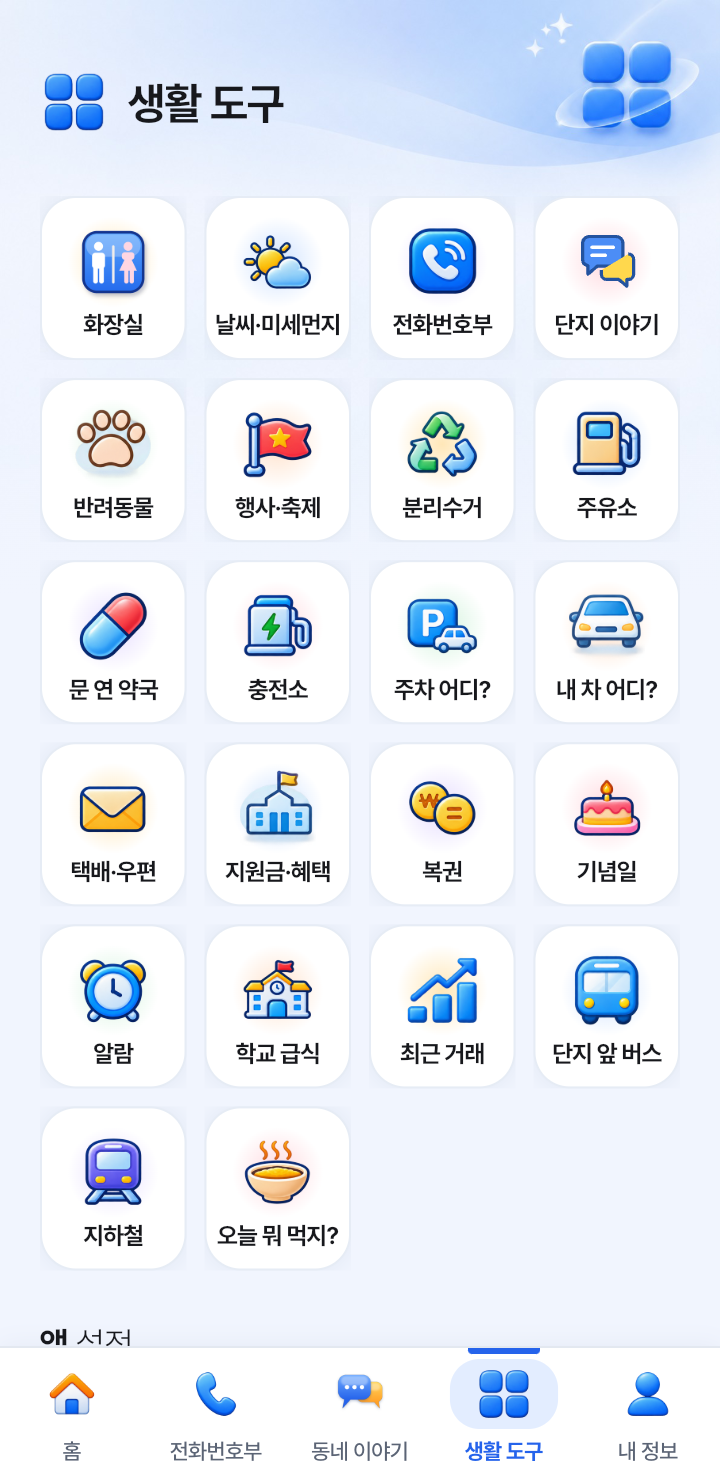 생활 도구
화장실
날씨·미세먼지
전화번호부
단지 이야기
반려동물
행사·축제
분리수거
주유소
문 연 약국
충전소
P
주차 어디?
내 차 어디?
택배·우편
지원금·혜택
₩
복권
기념일
알람
학교 급식
최근 거래
단지 앞 버스
지하철
오늘 뭐 먹지?
홈
전화번호부
동네 이야기
생활 도구
내 정보